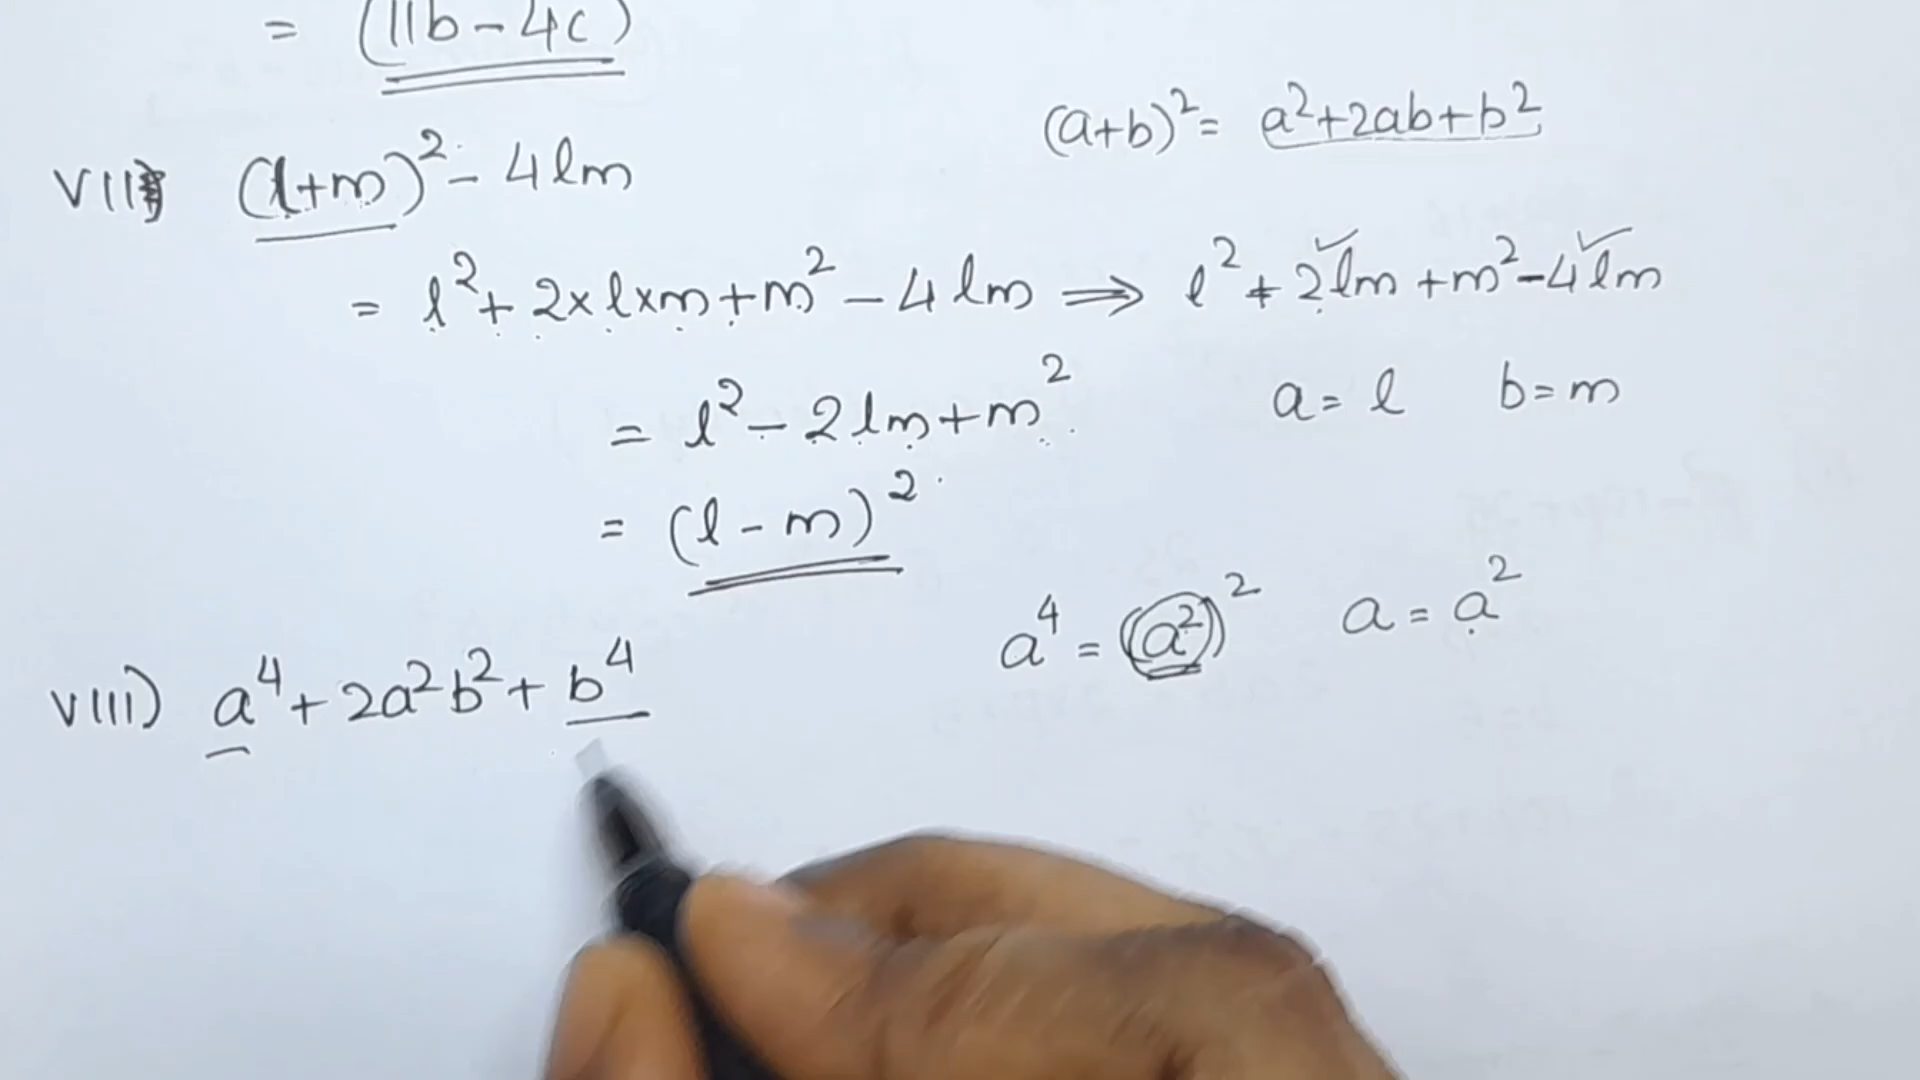 = (11b - 4c)
(a+b)² = a²+2ab+b²
VII) (l+m)² - 4lm
= l² + 2×l×m+m² - 4lm ⟹ l² + 2lm + m² - 4lm
= l² - 2lm + m²
a = l b = m
= (l - m)²
a⁴ = (a²)² a = a²
VIII) a⁴ + 2a²b² + b⁴